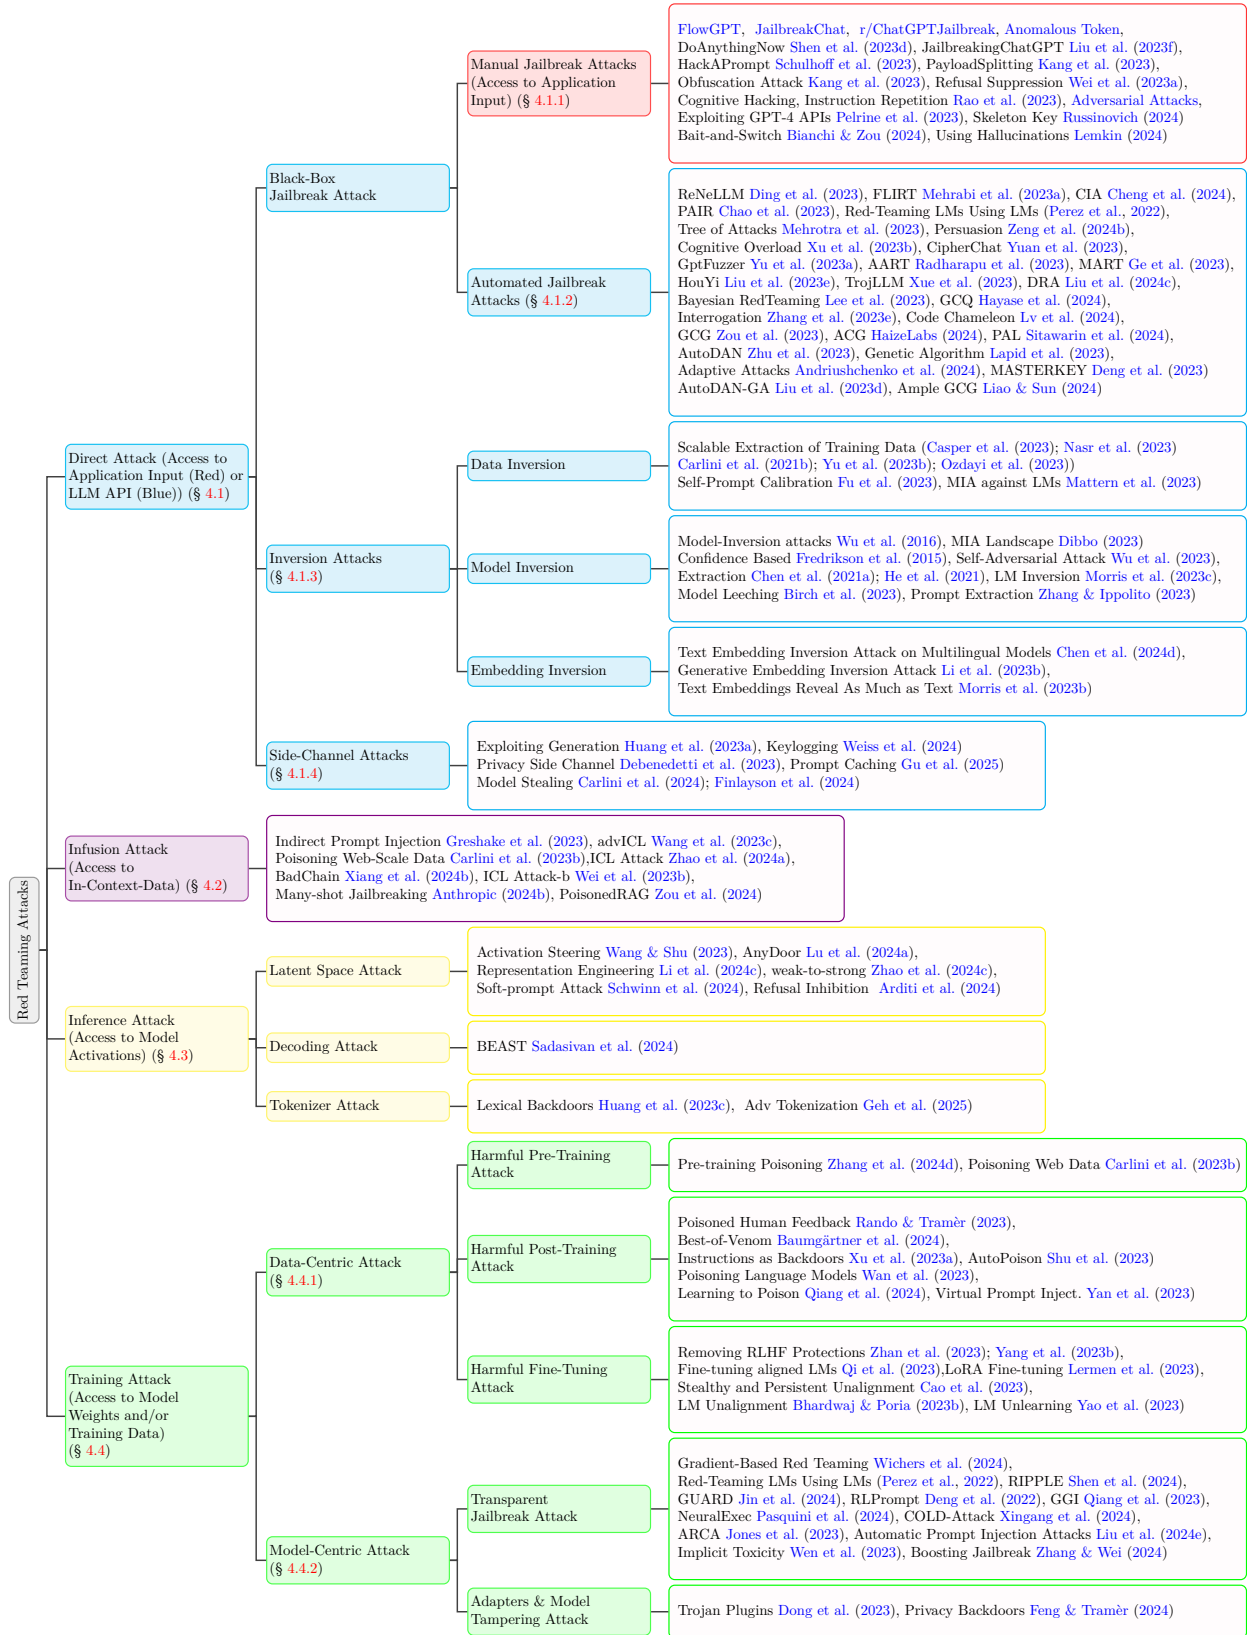 Red Teaming Attacks
Direct Attack (Access to
Application Input (Red) or
LLM API (Blue)) (§ 4.1)
Black-Box
Jailbreak Attack
Manual Jailbreak Attacks
(Access to Application
Input) (§ 4.1.1)
FlowGPT, JailbreakChat, r/ChatGPTJailbreak, Anomalous Token,
DoAnythingNow Shen et al. (2023d), JailbreakingChatGPT Liu et al. (2023f),
HackAPrompt Schulhoff et al. (2023), PayloadSplitting Kang et al. (2023),
Obfuscation Attack Kang et al. (2023), Refusal Suppression Wei et al. (2023a),
Cognitive Hacking, Instruction Repetition Rao et al. (2023), Adversarial Attacks,
Exploiting GPT-4 APIs Pelrine et al. (2023), Skeleton Key Russinovich (2024)
Bait-and-Switch Bianchi & Zou (2024), Using Hallucinations Lemkin (2024)
Automated Jailbreak
Attacks (§ 4.1.2)
ReNeLLM Ding et al. (2023), FLIRT Mehrabi et al. (2023a), CIA Cheng et al. (2024),
PAIR Chao et al. (2023), Red-Teaming LMs Using LMs (Perez et al., 2022),
Tree of Attacks Mehrotra et al. (2023), Persuasion Zeng et al. (2024b),
Cognitive Overload Xu et al. (2023b), CipherChat Yuan et al. (2023),
GptFuzzer Yu et al. (2023a), AART Radharapu et al. (2023), MART Ge et al. (2023),
HouYi Liu et al. (2023e), TrojLLM Xue et al. (2023), DRA Liu et al. (2024c),
Bayesian RedTeaming Lee et al. (2023), GCQ Hayase et al. (2024),
Interrogation Zhang et al. (2023e), Code Chameleon Lv et al. (2024),
GCG Zou et al. (2023), ACG HaizeLabs (2024), PAL Sitawarin et al. (2024),
AutoDAN Zhu et al. (2023), Genetic Algorithm Lapid et al. (2023),
Adaptive Attacks Andriushchenko et al. (2024), MASTERKEY Deng et al. (2023)
AutoDAN-GA Liu et al. (2023d), Ample GCG Liao & Sun (2024)
Inversion Attacks
(§ 4.1.3)
Data Inversion
Scalable Extraction of Training Data (Casper et al. (2023); Nasr et al. (2023)
Carlini et al. (2021b); Yu et al. (2023b); Ozdayi et al. (2023))
Self-Prompt Calibration Fu et al. (2023), MIA against LMs Mattern et al. (2023)
Model Inversion
Model-Inversion attacks Wu et al. (2016), MIA Landscape Dibbo (2023)
Confidence Based Fredrikson et al. (2015), Self-Adversarial Attack Wu et al. (2023),
Extraction Chen et al. (2021a); He et al. (2021), LM Inversion Morris et al. (2023c),
Model Leeching Birch et al. (2023), Prompt Extraction Zhang & Ippolito (2023)
Embedding Inversion
Text Embedding Inversion Attack on Multilingual Models Chen et al. (2024d),
Generative Embedding Inversion Attack Li et al. (2023b),
Text Embeddings Reveal As Much as Text Morris et al. (2023b)
Side-Channel Attacks
(§ 4.1.4)
Exploiting Generation Huang et al. (2023a), Keylogging Weiss et al. (2024)
Privacy Side Channel Debenedetti et al. (2023), Prompt Caching Gu et al. (2025)
Model Stealing Carlini et al. (2024); Finlayson et al. (2024)
Infusion Attack
(Access to
In-Context-Data) (§ 4.2)
Indirect Prompt Injection Greshake et al. (2023), advICL Wang et al. (2023c),
Poisoning Web-Scale Data Carlini et al. (2023b),ICL Attack Zhao et al. (2024a),
BadChain Xiang et al. (2024b), ICL Attack-b Wei et al. (2023b),
Many-shot Jailbreaking Anthropic (2024b), PoisonedRAG Zou et al. (2024)
Inference Attack
(Access to Model
Activations) (§ 4.3)
Latent Space Attack
Activation Steering Wang & Shu (2023), AnyDoor Lu et al. (2024a),
Representation Engineering Li et al. (2024c), weak-to-strong Zhao et al. (2024c),
Soft-prompt Attack Schwinn et al. (2024), Refusal Inhibition Arditi et al. (2024)
Decoding Attack
BEAST Sadasivan et al. (2024)
Tokenizer Attack
Lexical Backdoors Huang et al. (2023c), Adv Tokenization Geh et al. (2025)
Training Attack
(Access to Model
Weights and/or
Training Data)
(§ 4.4)
Data-Centric Attack
(§ 4.4.1)
Harmful Pre-Training
Attack
Pre-training Poisoning Zhang et al. (2024d), Poisoning Web Data Carlini et al. (2023b)
Harmful Post-Training
Attack
Poisoned Human Feedback Rando & Tramèr (2023),
Best-of-Venom Baumgärtner et al. (2024),
Instructions as Backdoors Xu et al. (2023a), AutoPoison Shu et al. (2023)
Poisoning Language Models Wan et al. (2023),
Learning to Poison Qiang et al. (2024), Virtual Prompt Inject. Yan et al. (2023)
Harmful Fine-Tuning
Attack
Removing RLHF Protections Zhan et al. (2023); Yang et al. (2023b),
Fine-tuning aligned LMs Qi et al. (2023),LoRA Fine-tuning Lermen et al. (2023),
Stealthy and Persistent Unalignment Cao et al. (2023),
LM Unalignment Bhardwaj & Poria (2023b), LM Unlearning Yao et al. (2023)
Model-Centric Attack
(§ 4.4.2)
Transparent
Jailbreak Attack
Gradient-Based Red Teaming Wichers et al. (2024),
Red-Teaming LMs Using LMs (Perez et al., 2022), RIPPLE Shen et al. (2024),
GUARD Jin et al. (2024), RLPrompt Deng et al. (2022), GGI Qiang et al. (2023),
NeuralExec Pasquini et al. (2024), COLD-Attack Xingang et al. (2024),
ARCA Jones et al. (2023), Automatic Prompt Injection Attacks Liu et al. (2024e),
Implicit Toxicity Wen et al. (2023), Boosting Jailbreak Zhang & Wei (2024)
Adapters & Model
Tampering Attack
Trojan Plugins Dong et al. (2023), Privacy Backdoors Feng & Tramèr (2024)